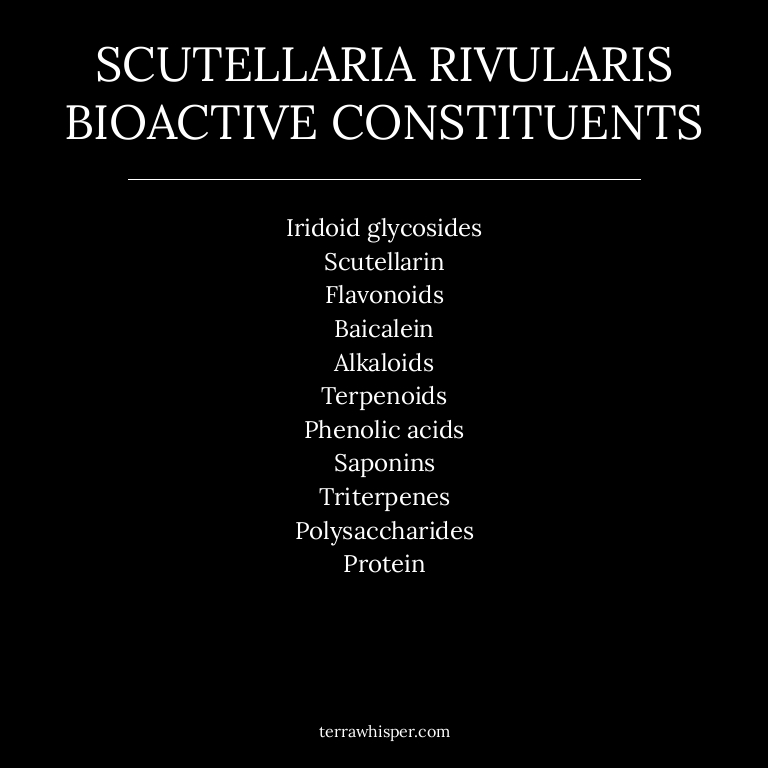 SCUTELLARIA RIVULARIS
BIOACTIVE CONSTITUENTS
Iridoid glycosides
Scutellarin
Flavonoids
Baicalein
Alkaloids
Terpenoids
Phenolic acids
Saponins
Triterpenes
Polysaccharides
Protein
terrawhisper.com